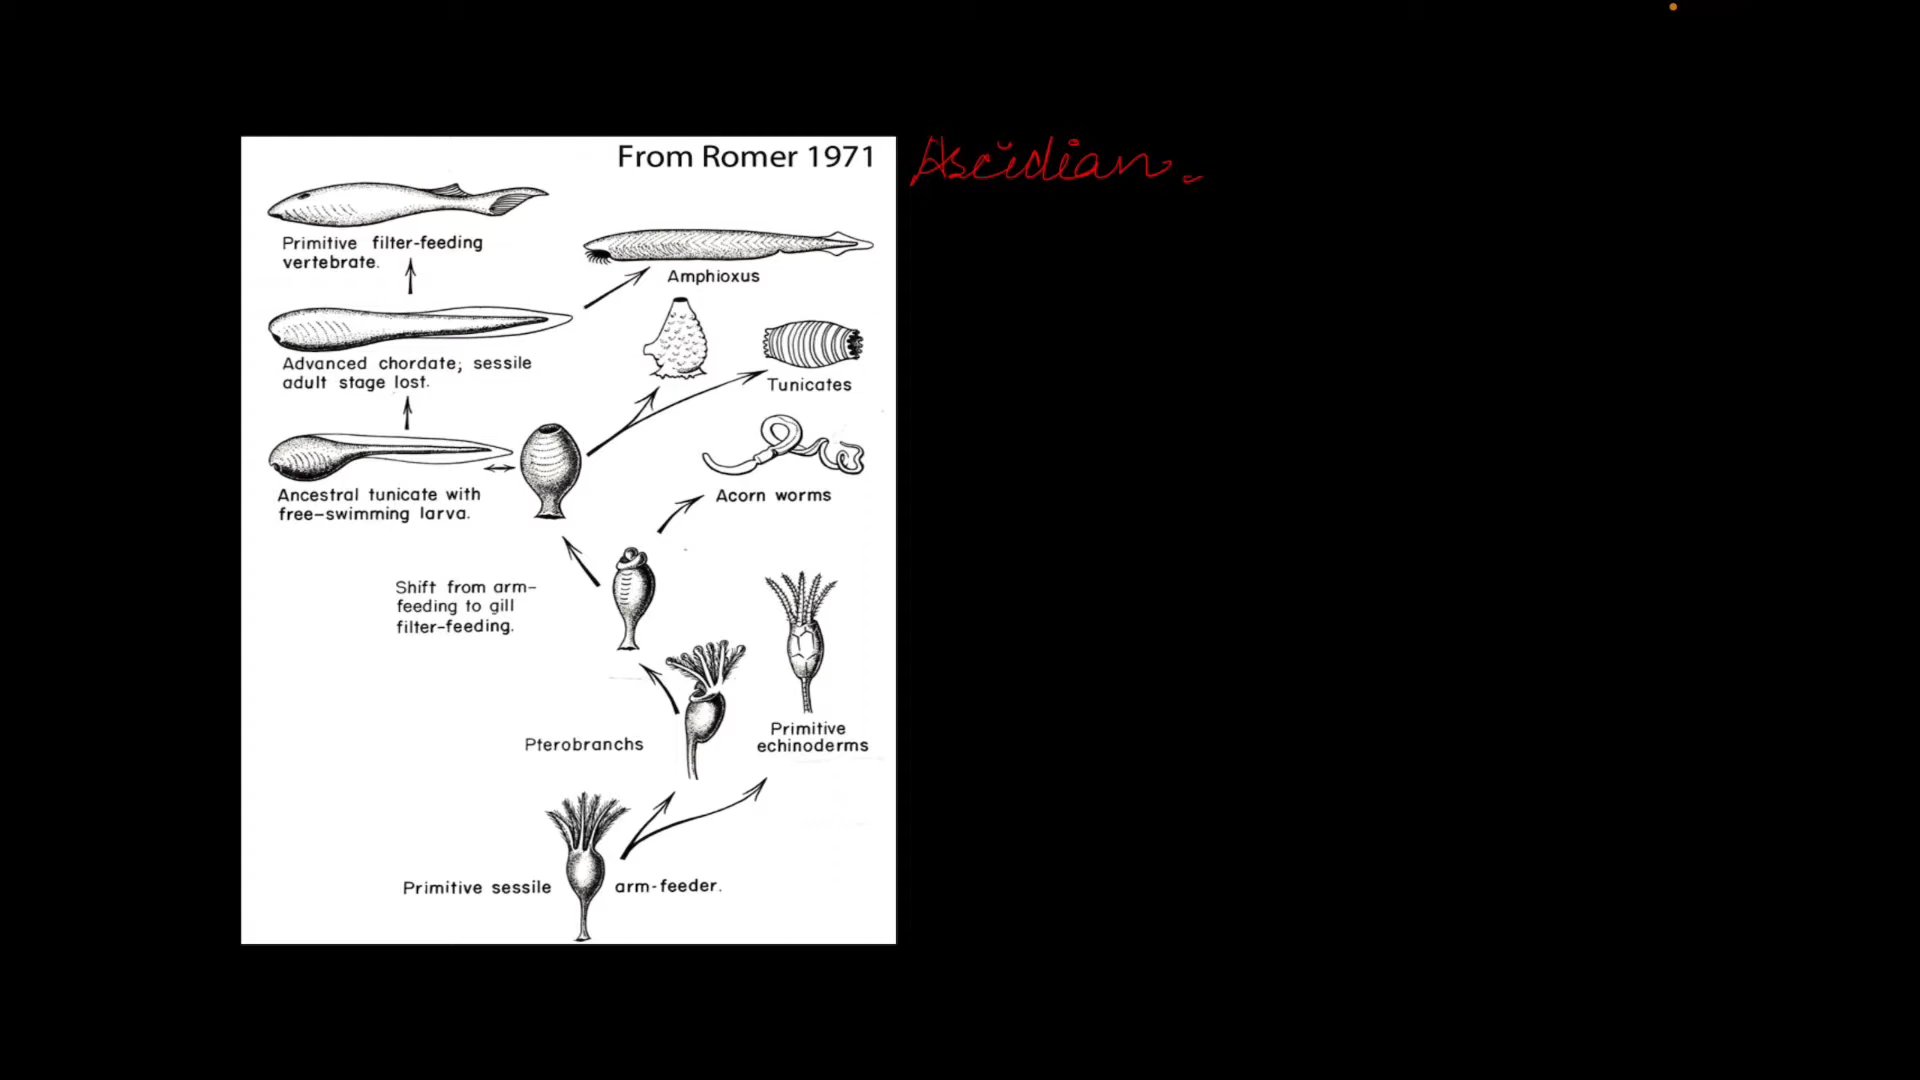 From Romer 1971
Ascidian.
Primitive filter-feeding
vertebrate.
Amphioxus
Advanced chordate; sessile
adult stage lost.
Tunicates
Ancestral tunicate with
free-swimming larva.
Acorn worms
Shift from arm-
feeding to gill
filter-feeding.
Pterobranchs
Primitive
echinoderms
Primitive sessile arm-feeder.